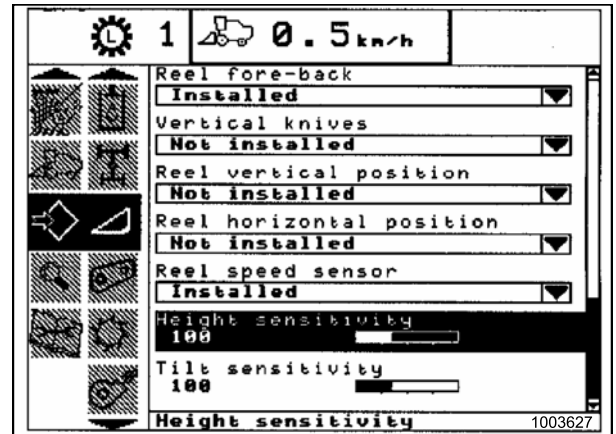 L 1 0.5km/h
Reel fore-back
Installed
Vertical knives
Not installed
Reel vertical position
Not installed
Reel horizontal position
Not installed
Reel speed sensor
Installed
Height sensitivity
100
Tilt sensitivity
100
Height sensitivity
1003627